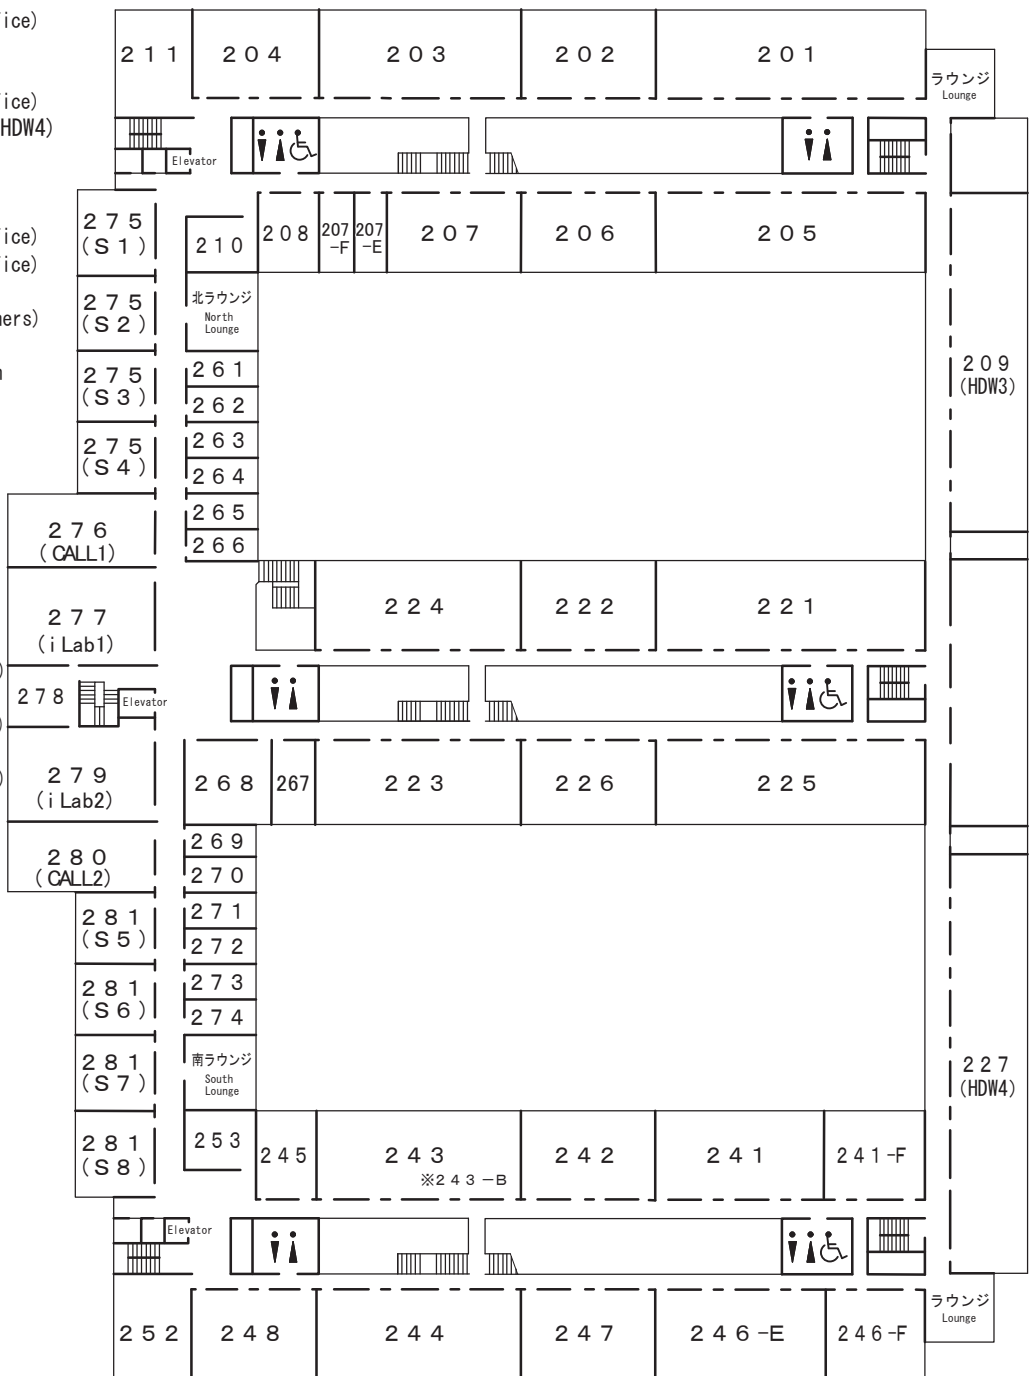 ice)
２１１
２０４
２０３
２０２
２０１
ラウンジ
Lounge
ice)
HDW4)
Elevator
２７５
（Ｓ１）
２１０
２０８
207
－F
207
－E
２０７
２０６
２０５
ice)
ice)
２７５
（Ｓ２）
北ラウンジ
North
Lounge
ners)
２７５
（Ｓ３）
２６１
２０９
(HDW3)
２６２
２７５
（Ｓ４）
２６３
２６４
２６５
２６６
２７６
（CALL1)
２２４
２２２
２２１
２７７
(iLab1)
)
２７８
Elevator
)
)
２７９
(iLab2)
２６８
267
２２３
２２６
２２５
２６９
２８０
（CALL2)
２７０
２８１
（Ｓ５）
２７１
２７２
２８１
（Ｓ６）
２７３
２７４
２８１
（Ｓ７）
南ラウンジ
South
Lounge
２２７
(HDW4)
２８１
（Ｓ８）
２５３
２４５
２４３
※２４３－Ｂ
２４２
２４１
２４１-F
Elevator
２５２
２４８
２４４
２４７
２４６-E
２４６-F
ラウンジ
Lounge